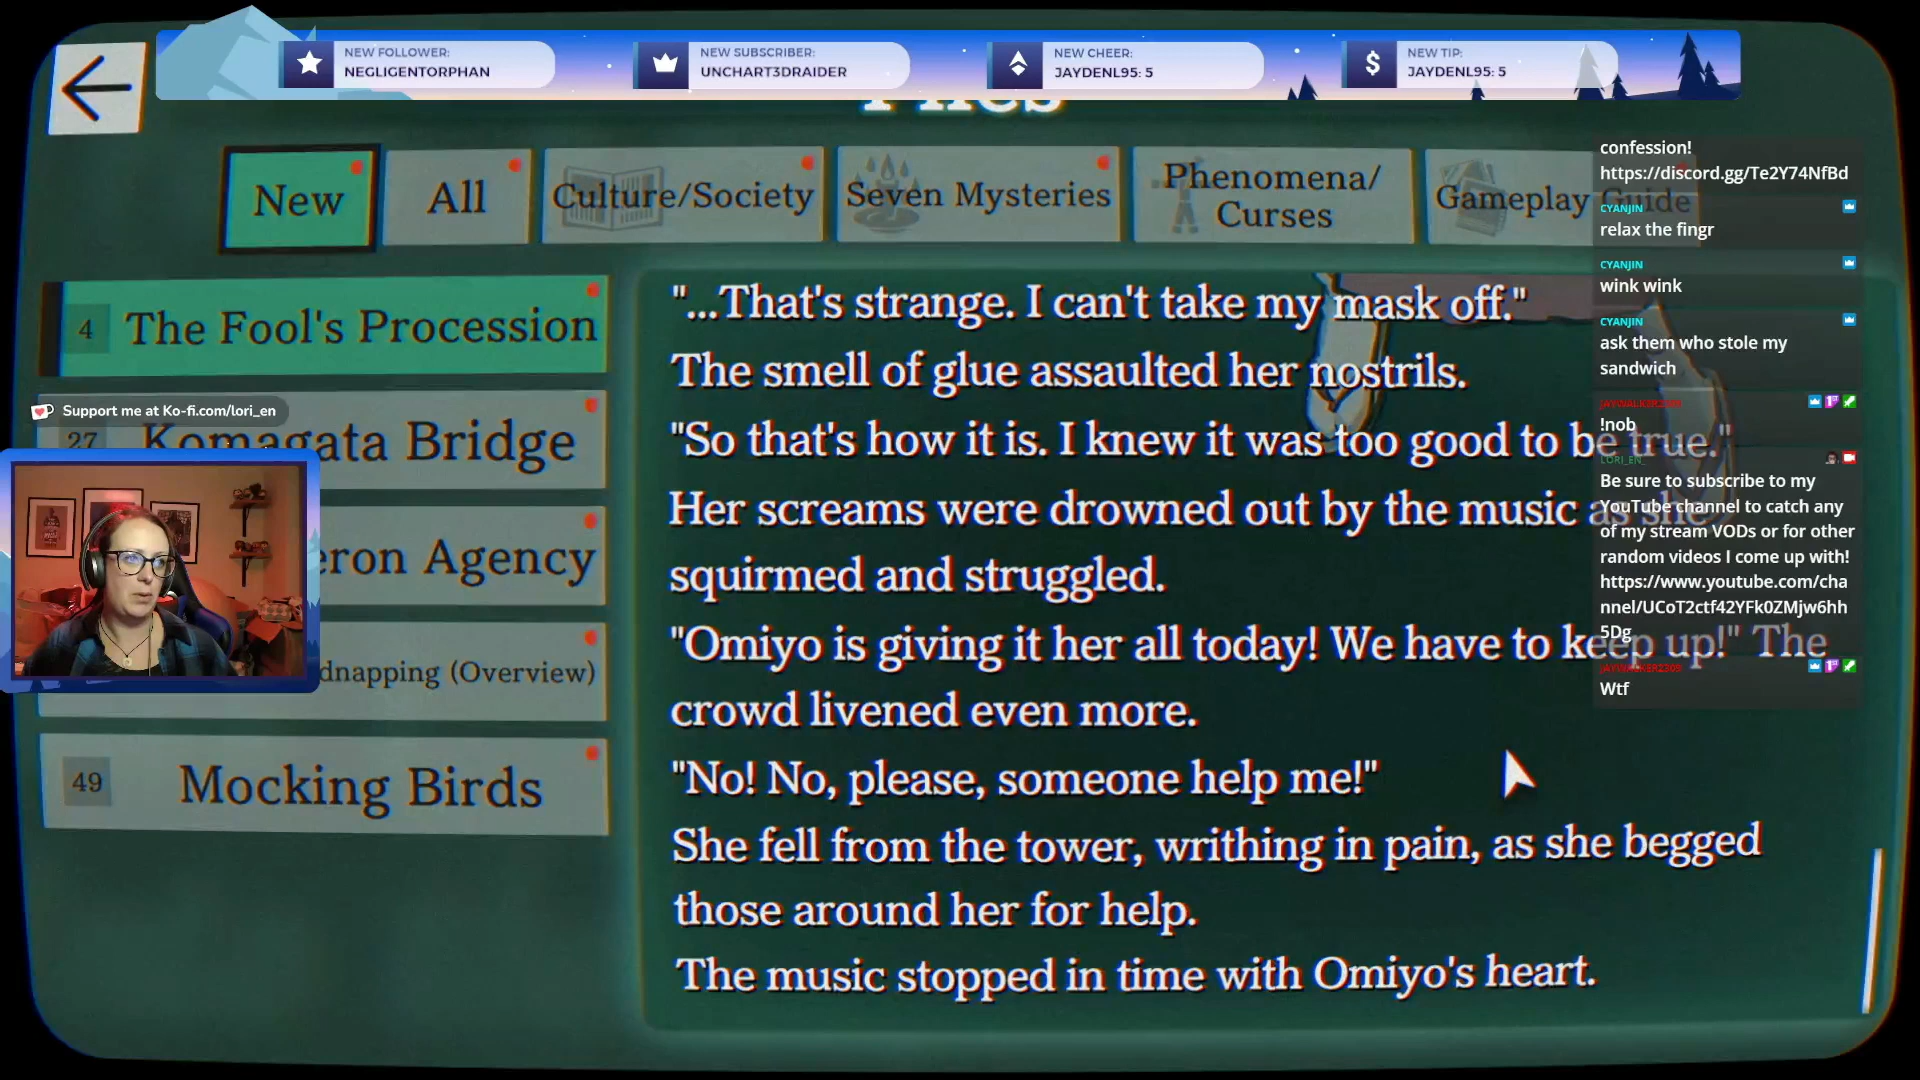 NEW FOLLOWER:
NEGLIGENTORPHAN
NEW SUBSCRIBER:
UNCHART3DRAIDER
NEW CHEER:
JAYDENL95: 5
NEW TIP:
JAYDENL95: 5
Files
New
All
Culture/Society
Seven Mysteries
Phenomena/
Curses
Gameplay Guide
4 The Fool's Procession
27 Komagata Bridge
eron Agency
dnapping (Overview)
49 Mocking Birds
Support me at Ko-fi.com/lori_en
"...That's strange. I can't take my mask off."
The smell of glue assaulted her nostrils.
"So that's how it is. I knew it was too good to be true."
Her screams were drowned out by the music as she
squirmed and struggled.
"Omiyo is giving it her all today! We have to keep up!" The
crowd livened even more.
"No! No, please, someone help me!"
She fell from the tower, writhing in pain, as she begged
those around her for help.
The music stopped in time with Omiyo's heart.
confession!
https://discord.gg/Te2Y74NfBd
CYANJIN
relax the fingr
CYANJIN
wink wink
CYANJIN
ask them who stole my
sandwich
JAYWALKER2309
!nob
LORI_EN_
Be sure to subscribe to my
YouTube channel to catch any
of my stream VODs or for other
random videos I come up with!
https://www.youtube.com/cha
nnel/UCoT2ctf42YFk0ZMjw6hh
5Dg
JAYWALKER2309
Wtf